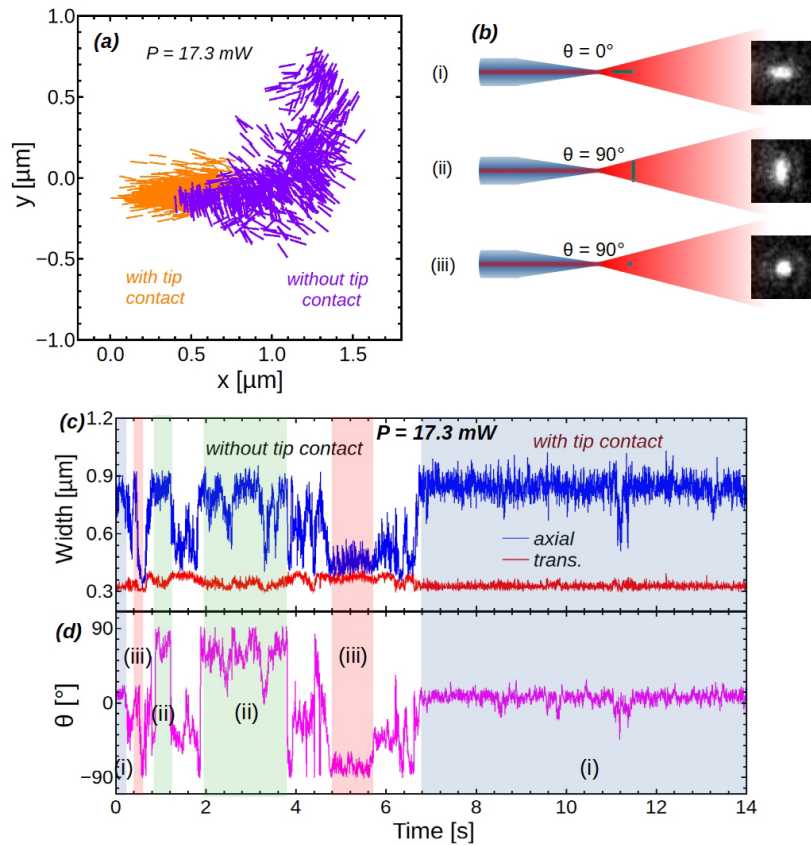 (a)
P = 17.3 mW
1.0
0.5
0.0
−0.5
−1.0
y [µm]
with tip
contact
without tip
contact
0.0 0.5 1.0 1.5
x [µm]
(b)
(i)
θ = 0°
(ii)
θ = 90°
(iii)
θ = 90°
(c)
P = 17.3 mW
without tip contact
with tip contact
1.2
0.9
0.6
0.3
Width [µm]
axial
trans.
(d)
90
0
−90
θ [°]
(iii)
(iii)
(ii)
(ii)
(i)
(i)
0 2 4 6 8 10 12 14
Time [s]